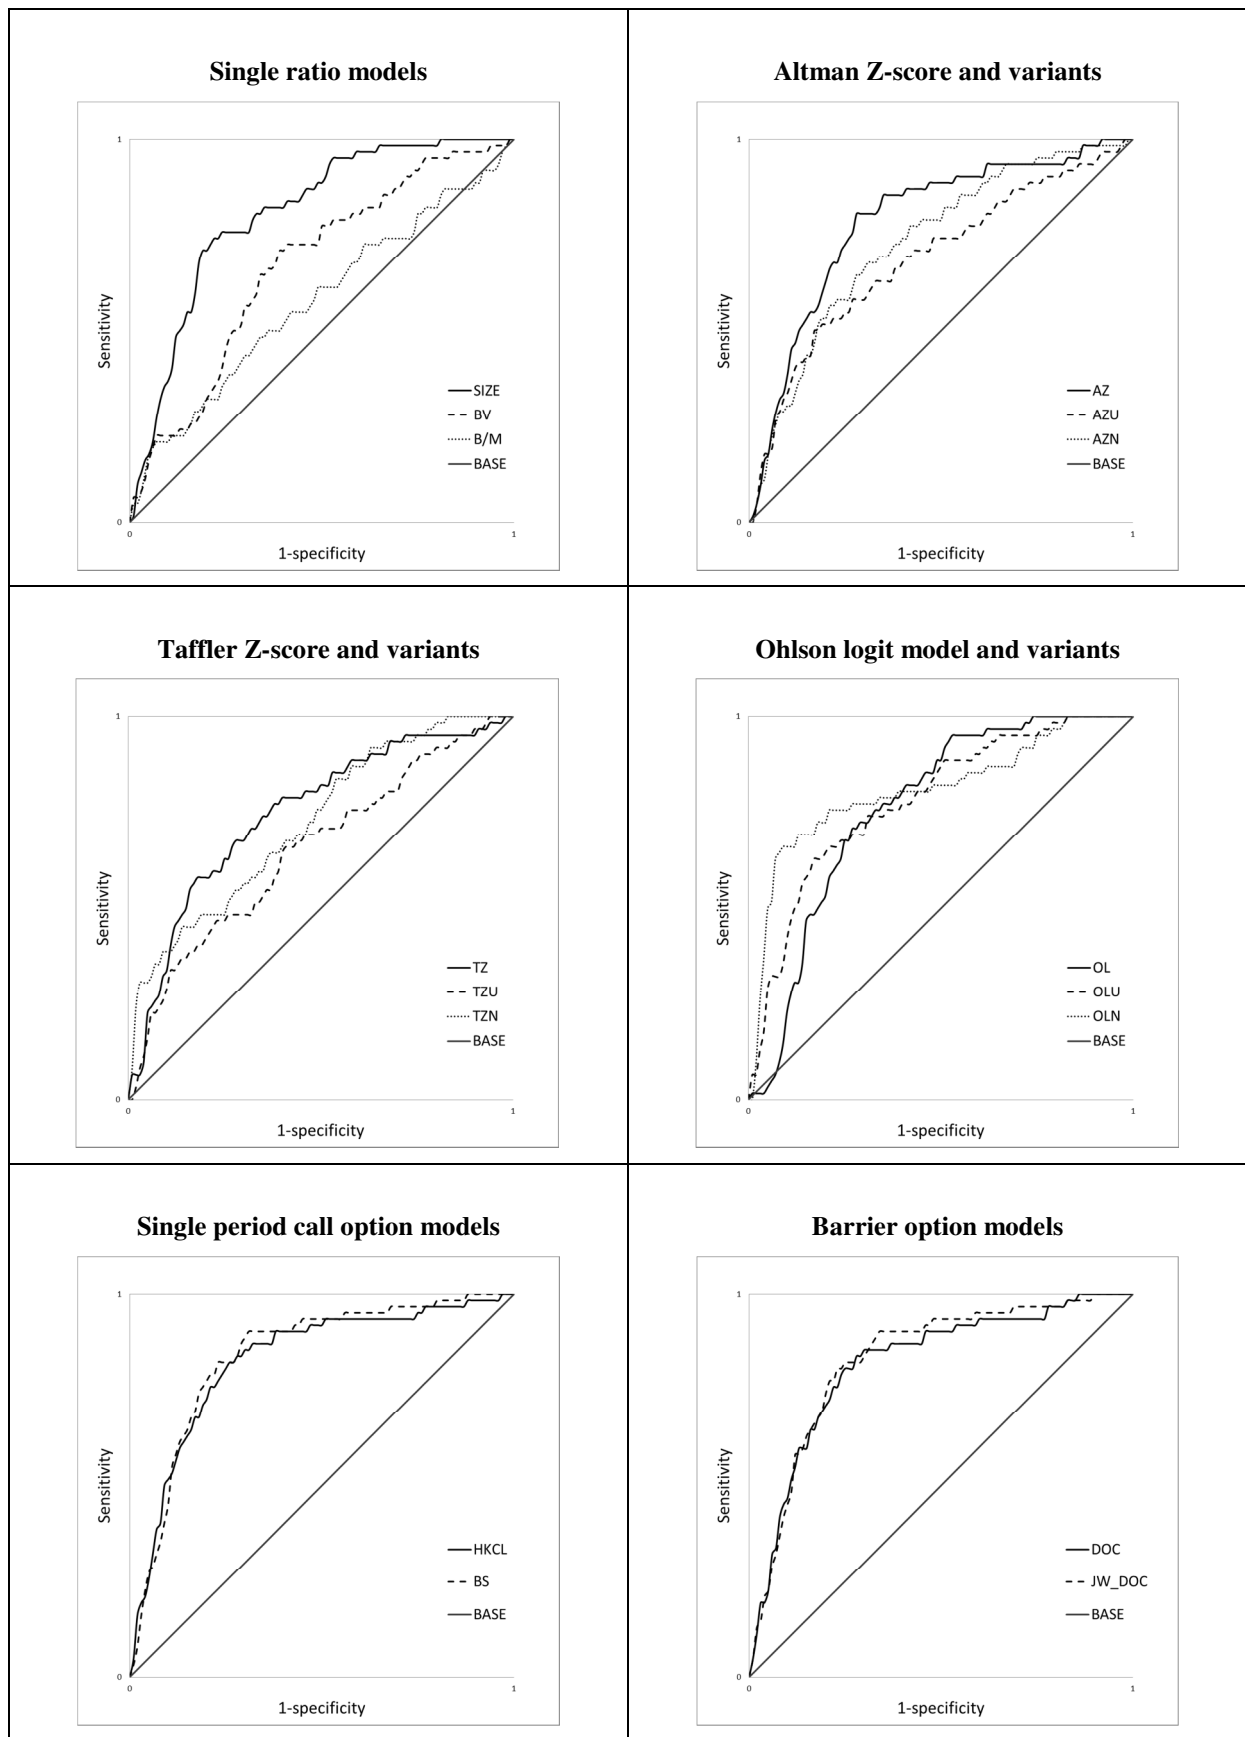 Single ratio models
1
Sensitivity
SIZE
BV
B/M
BASE
0
0
1
1-specificity
Altman Z-score and variants
1
Sensitivity
AZ
AZU
AZN
BASE
0
0
1
1-specificity
Taffler Z-score and variants
1
Sensitivity
TZ
TZU
TZN
BASE
0
0
1
1-specificity
Ohlson logit model and variants
1
Sensitivity
OL
OLU
OLN
BASE
0
0
1
1-specificity
Single period call option models
1
Sensitivity
HKCL
BS
BASE
0
0
1
1-specificity
Barrier option models
1
Sensitivity
DOC
JW_DOC
BASE
0
0
1
1-specificity